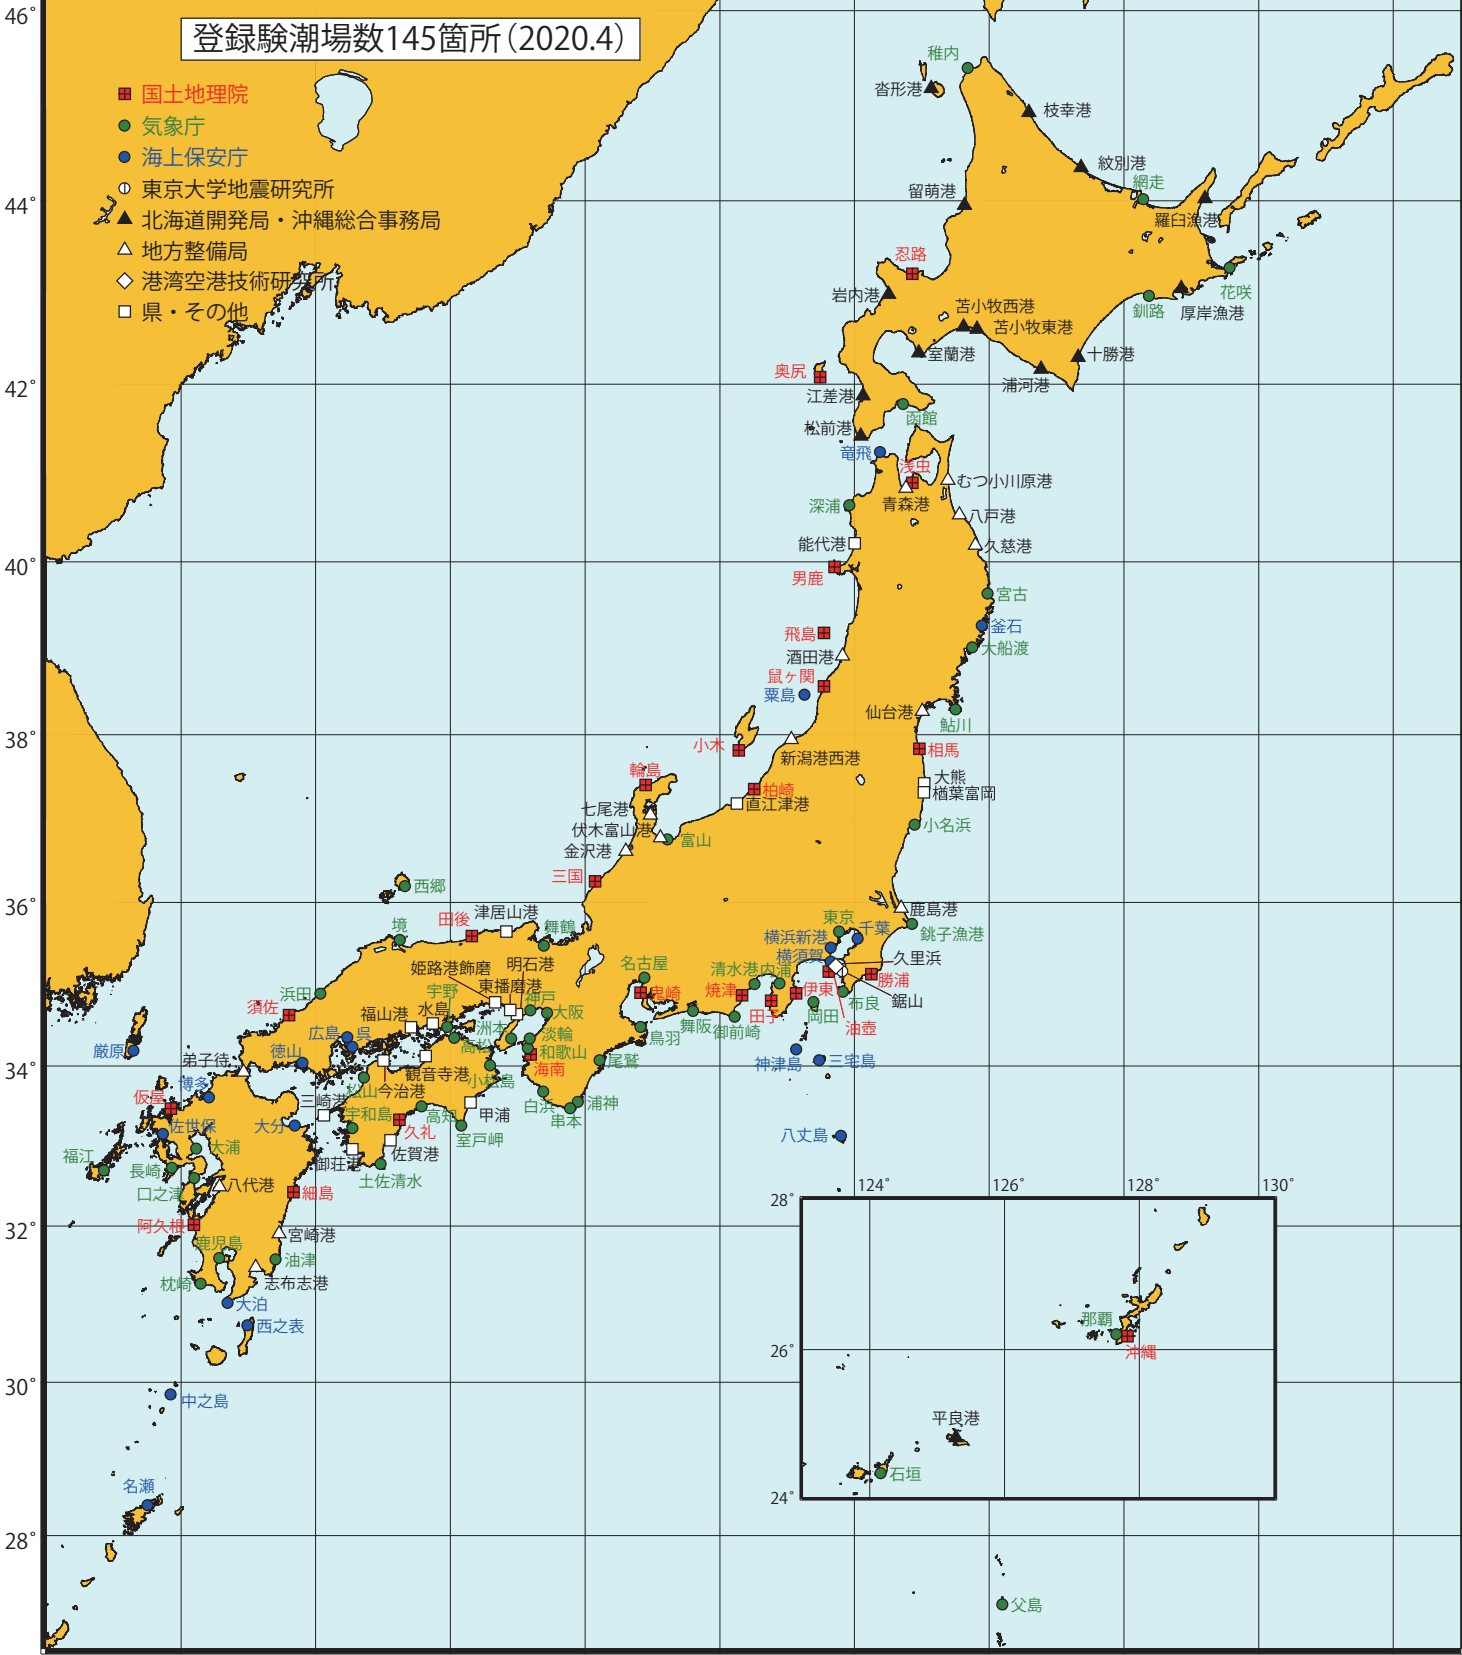 登録験潮場数145箇所(2020.4)
国土地理院
気象庁
海上保安庁
東京大学地震研究所
北海道開発局・沖縄総合事務局
地方整備局
港湾空港技術研究所
県・その他
46°
44°
42°
40°
38°
36°
34°
32°
30°
28°
稚内
沓形港
枝幸港
紋別港
網走
留萌港
羅臼漁港
忍路
花咲
岩内港
釧路
厚岸漁港
苫小牧西港
苫小牧東港
室蘭港
十勝港
浦河港
奥尻
江差港
函館
松前港
竜飛
浅虫
むつ小川原港
青森港
深浦
八戸港
能代港
久慈港
男鹿
宮古
釜石
飛島
大船渡
酒田港
鼠ヶ関
粟島
仙台港
鮎川
小木
相馬
新潟港西港
輪島
大熊
柏崎
楢葉富岡
直江津港
七尾港
伏木富山港
小名浜
富山
金沢港
三国
西郷
鹿島港
津居山港
田後
東京
千葉
銚子漁港
境
舞鶴
横浜新港
横須賀
久里浜
明石港
姫路港飾磨
名古屋
清水港
内浦
勝浦
東播磨港
浜田
宇野
鬼崎
焼津
伊東
布良
鋸山
須佐
福山港
水島
神戸
大阪
田子
岡田
油壺
舞阪
御前崎
広島
呉
洲本
淡輪
鳥羽
厳原
徳山
高松
和歌山
神津島
三宅島
弟子待
観音寺港
海南
尾鷲
博多
松山
今治港
小松島
仮屋
三崎港
白浜
浦神
宇和島
高知
甲浦
串本
佐世保
大分
久礼
室戸岬
八丈島
大浦
福江
長崎
御荘港
佐賀港
土佐清水
口之津
八代港
細島
阿久根
宮崎港
鹿児島
油津
枕崎
志布志港
大泊
西之表
中之島
名瀬
父島
124°
126°
128°
130°
28°
26°
24°
那覇
沖縄
平良港
石垣